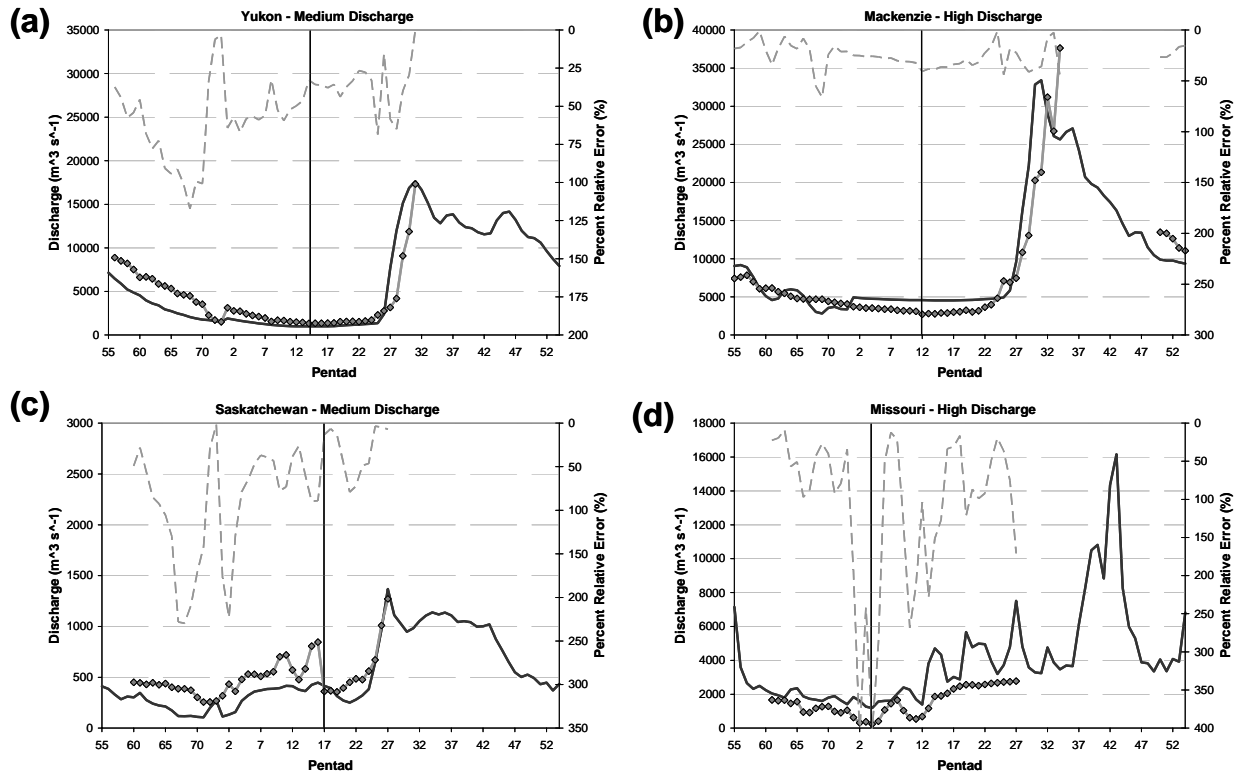 (a)
Yukon - Medium Discharge
Discharge (m^3 s^-1)
35000
30000
25000
20000
15000
10000
5000
0
0
25
50
75
100
125
150
175
200
Percent Relative Error (%)
55 60 65 70 2 7 12 17 22 27 32 37 42 47 52
Pentad
(b)
Mackenzie - High Discharge
Discharge (m^3 s^-1)
40000
35000
30000
25000
20000
15000
10000
5000
0
0
50
100
150
200
250
300
Percent Relative Error (%)
55 60 65 70 2 7 12 17 22 27 32 37 42 47 52
Pentad
(c)
Saskatchewan - Medium Discharge
Discharge (m^3 s^-1)
3000
2500
2000
1500
1000
500
0
0
50
100
150
200
250
300
350
Percent Relative Error (%)
55 60 65 70 2 7 12 17 22 27 32 37 42 47 52
Pentad
(d)
Missouri - High Discharge
Discharge (m^3 s^-1)
18000
16000
14000
12000
10000
8000
6000
4000
2000
0
0
50
100
150
200
250
300
350
400
Percent Relative Error (%)
55 60 65 70 2 7 12 17 22 27 32 37 42 47 52
Pentad